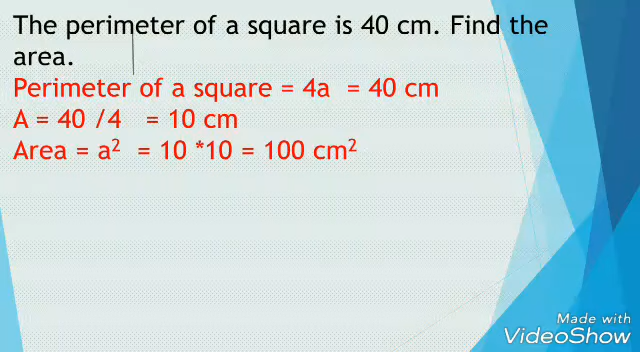 The perimeter of a square is 40 cm. Find the
area.
Perimeter of a square = 4a = 40 cm
A = 40 /4 = 10 cm
Area = a² = 10 *10 = 100 cm²
Made with
VideoShow